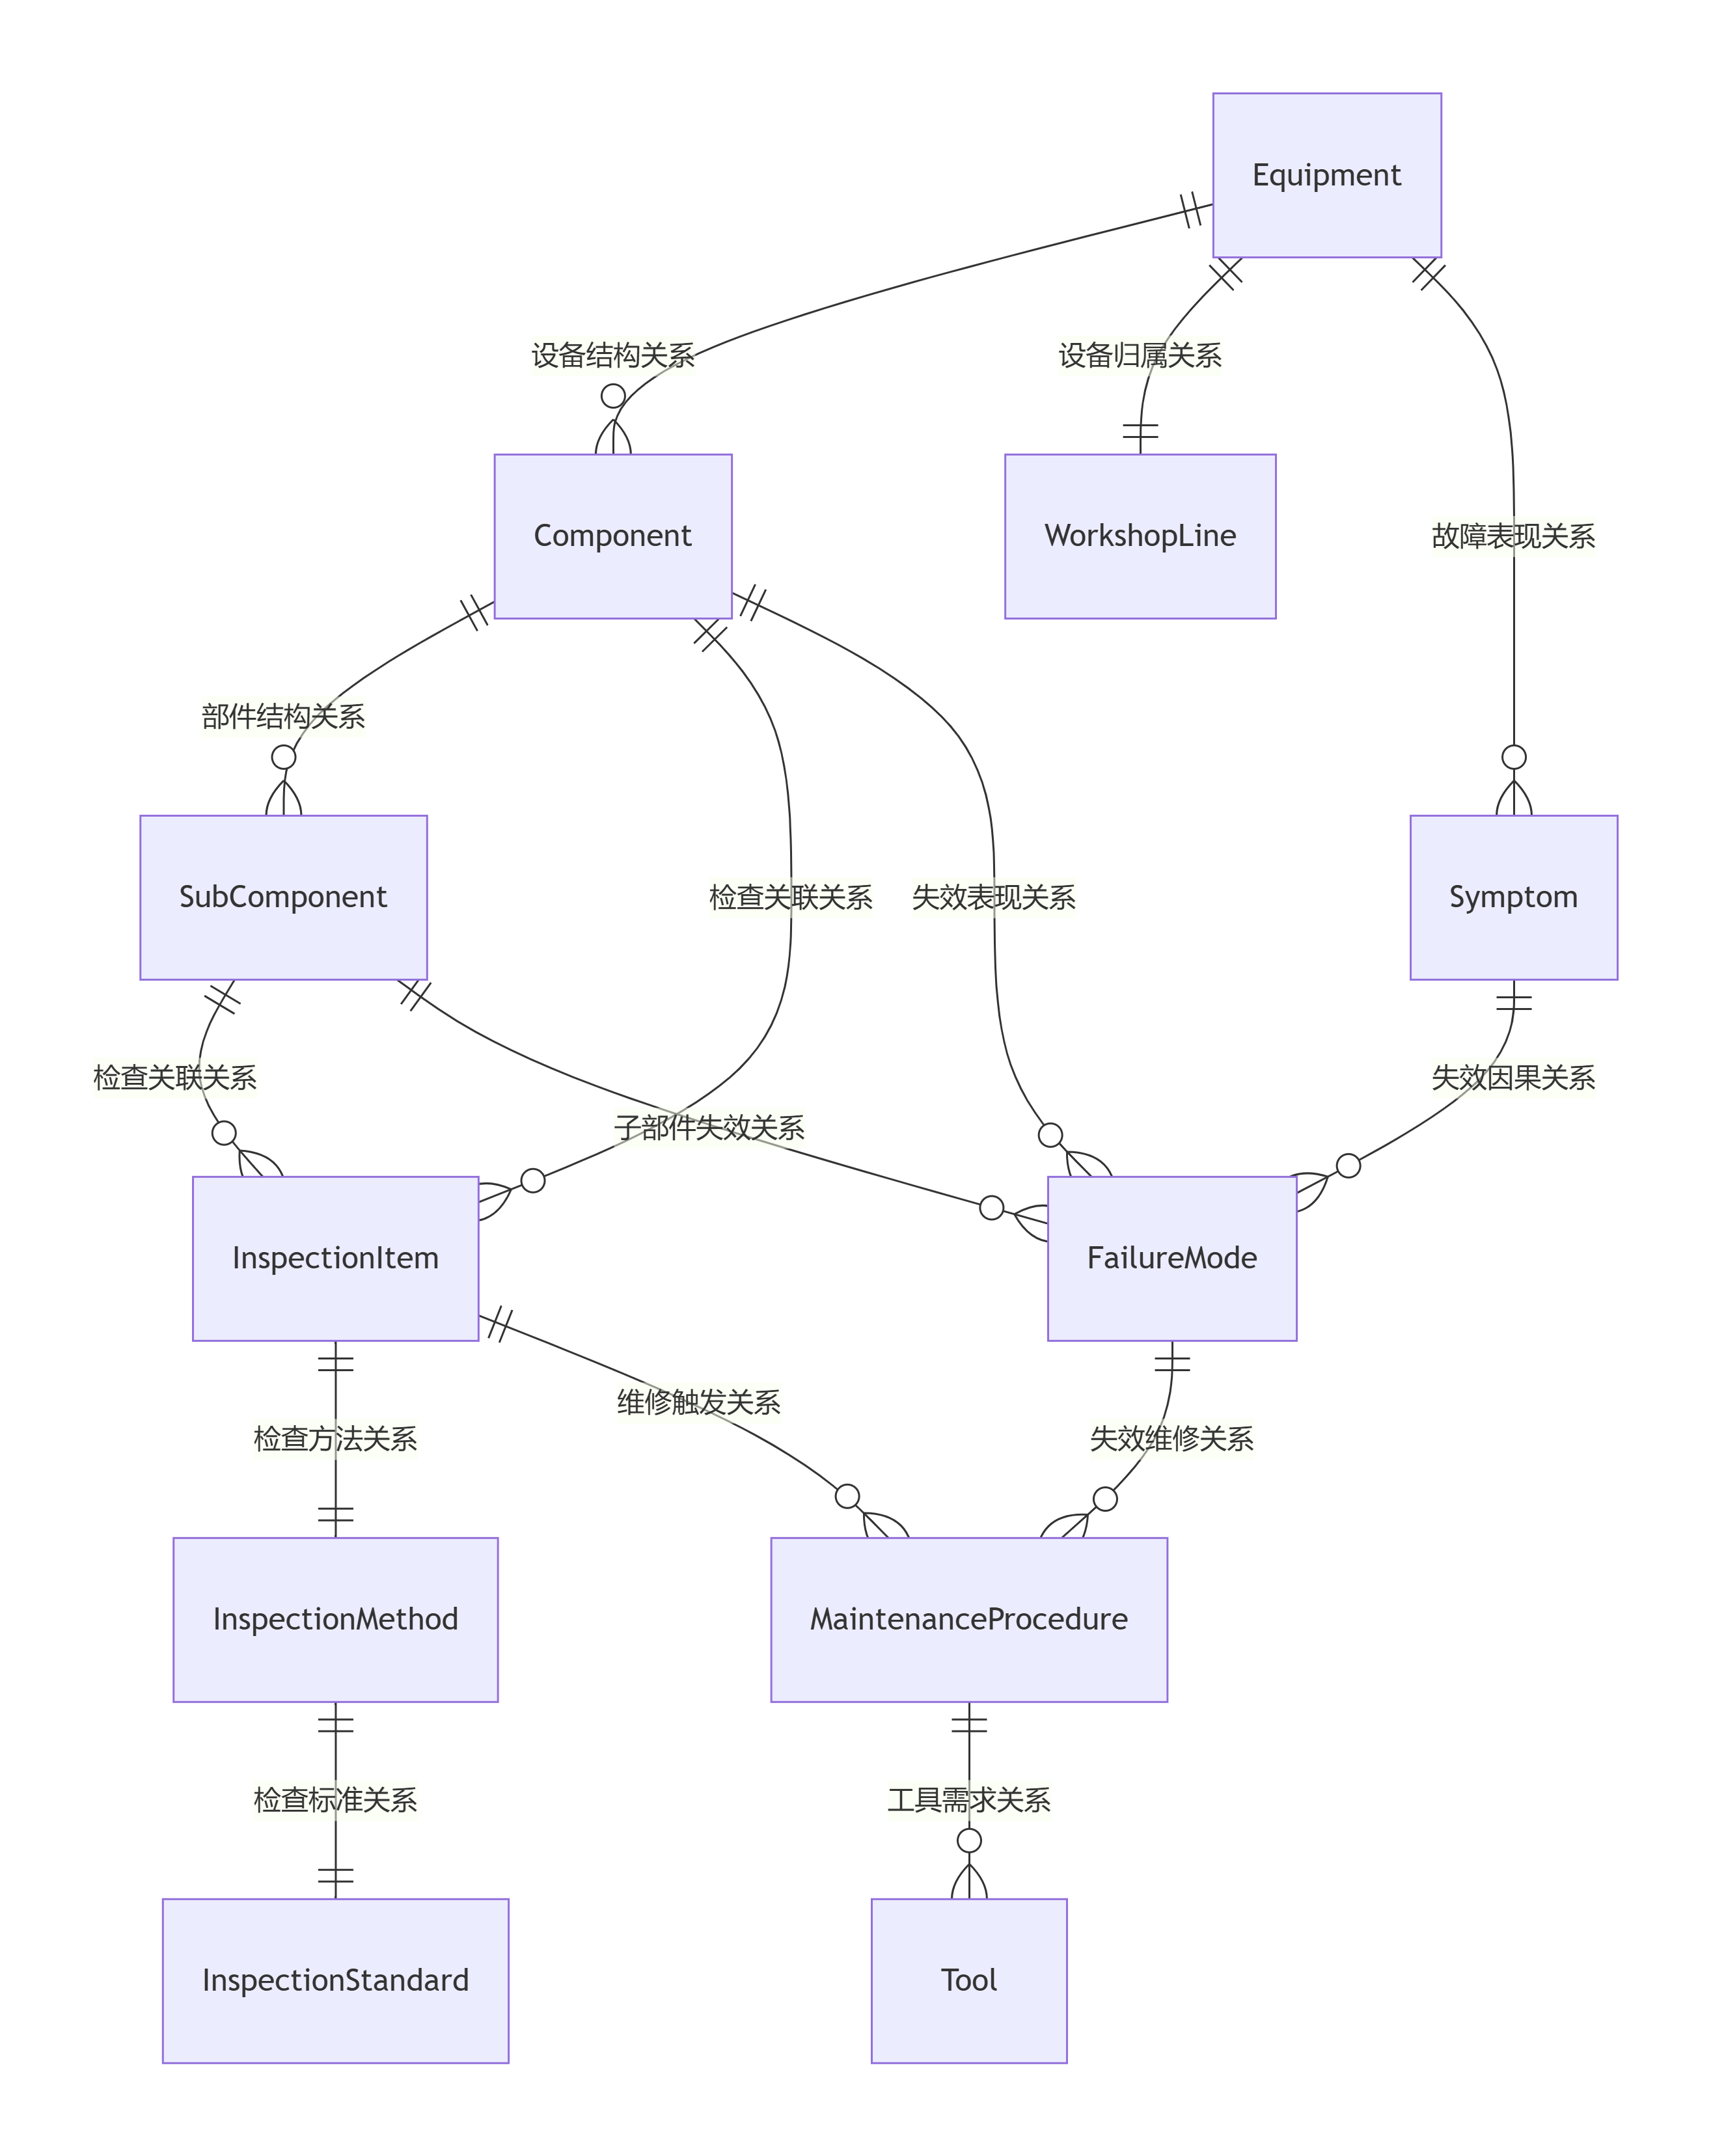 Equipment
设备结构关系
设备归属关系
Component
WorkshopLine
故障表现关系
部件结构关系
SubComponent
检查关联关系
失效表现关系
Symptom
检查关联关系
子部件失效关系
失效因果关系
InspectionItem
FailureMode
维修触发关系
检查方法关系
失效维修关系
InspectionMethod
MaintenanceProcedure
检查标准关系
工具需求关系
InspectionStandard
Tool